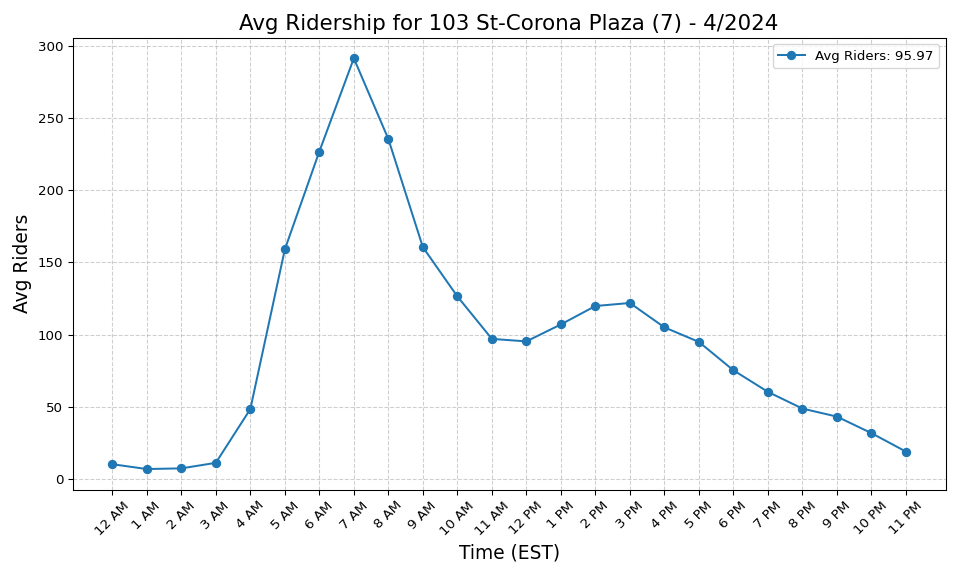 Avg Ridership for 103 St-Corona Plaza (7) - 4/2024
Avg Riders: 95.97
Avg Riders
300
250
200
150
100
50
0
12 AM
1 AM
2 AM
3 AM
4 AM
5 AM
6 AM
7 AM
8 AM
9 AM
10 AM
11 AM
12 PM
1 PM
2 PM
3 PM
4 PM
5 PM
6 PM
7 PM
8 PM
9 PM
10 PM
11 PM
Time (EST)